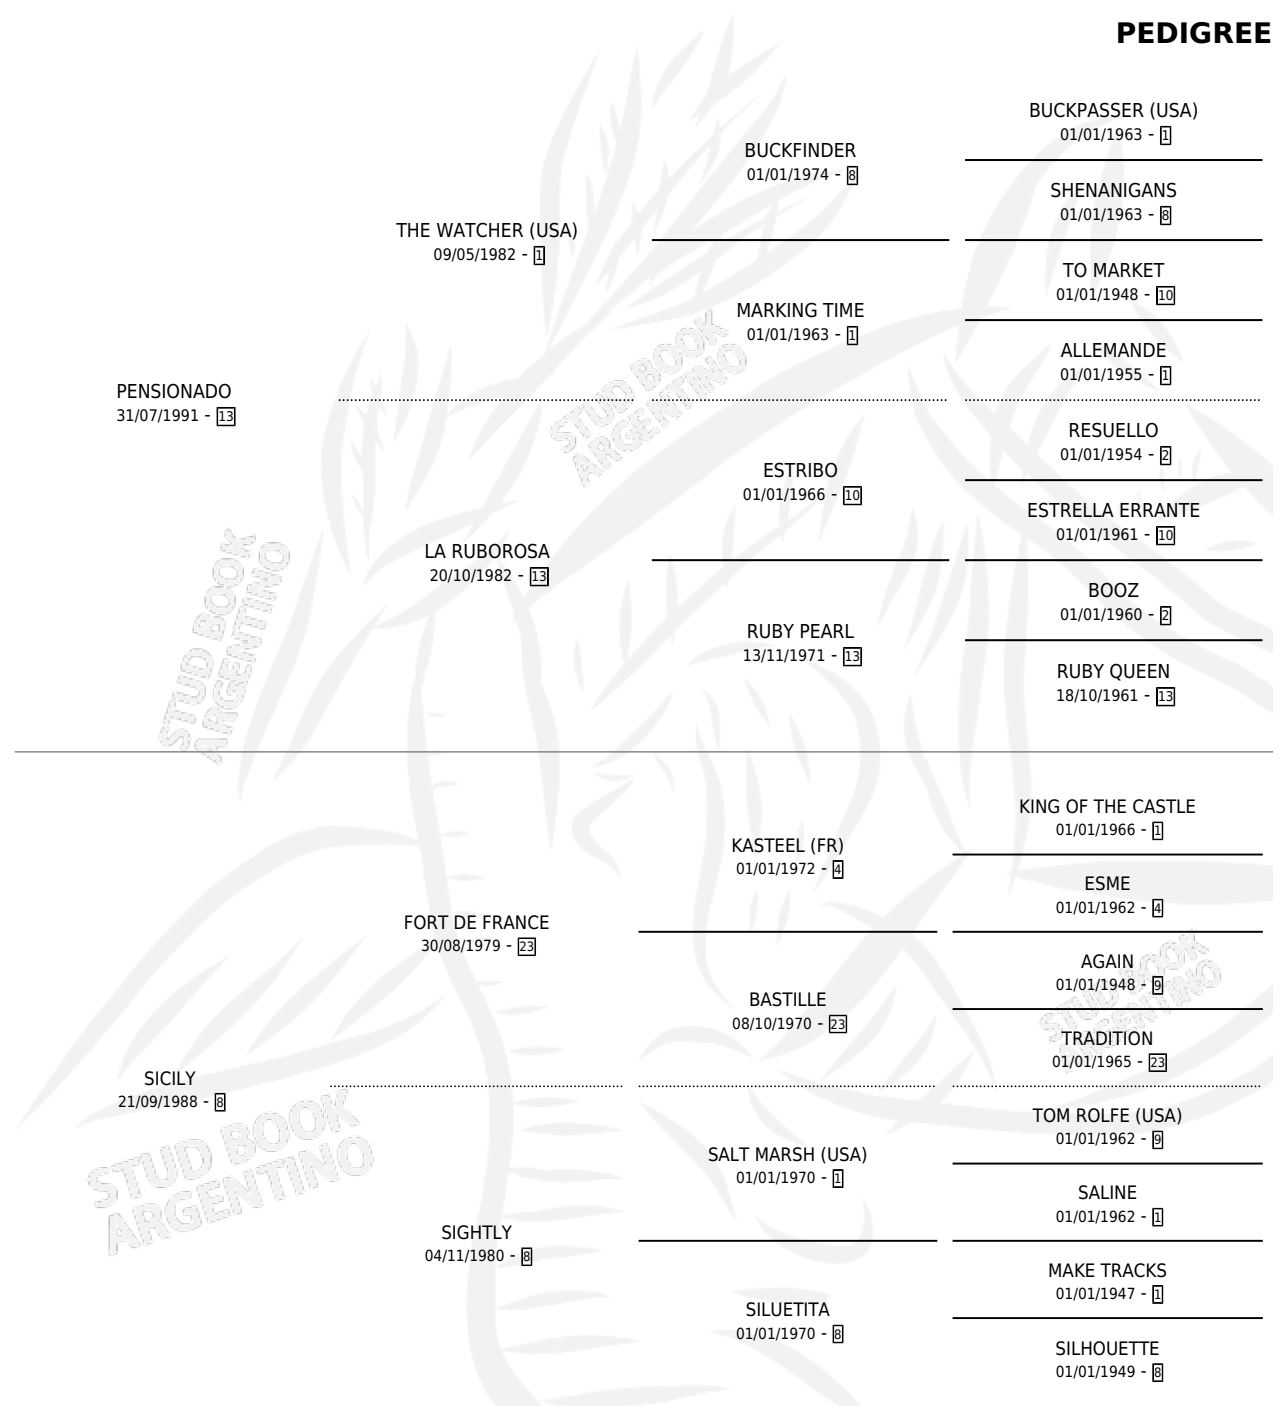 PEDIGREE
BUCKPASSER (USA)
01/01/1963 - 1
BUCKFINDER
01/01/1974 - 8
SHENANIGANS
01/01/1963 - 8
THE WATCHER (USA)
09/05/1982 - 1
TO MARKET
01/01/1948 - 10
MARKING TIME
01/01/1963 - 1
ALLEMANDE
01/01/1955 - 1
PENSIONADO
31/07/1991 - 13
RESUELLO
01/01/1954 - 2
ESTRIBO
01/01/1966 - 10
ESTRELLA ERRANTE
01/01/1961 - 10
LA RUBOROSA
20/10/1982 - 13
BOOZ
01/01/1960 - 2
RUBY PEARL
13/11/1971 - 13
RUBY QUEEN
18/10/1961 - 13
KING OF THE CASTLE
01/01/1966 - 1
KASTEEL (FR)
01/01/1972 - 4
ESME
01/01/1962 - 4
FORT DE FRANCE
30/08/1979 - 23
AGAIN
01/01/1948 - 9
BASTILLE
08/10/1970 - 23
TRADITION
01/01/1965 - 23
SICILY
21/09/1988 - 8
TOM ROLFE (USA)
01/01/1962 - 9
SALT MARSH (USA)
01/01/1970 - 1
SALINE
01/01/1962 - 1
SIGHTLY
04/11/1980 - 8
MAKE TRACKS
01/01/1947 - 1
SILUETITA
01/01/1970 - 8
SILHOUETTE
01/01/1949 - 8
STUD BOOK
ARGENTINO
STUD BOOK
ARGENTINO
STUD BOOK
ARGENTINO
STUD BOOK
ARGENTINO